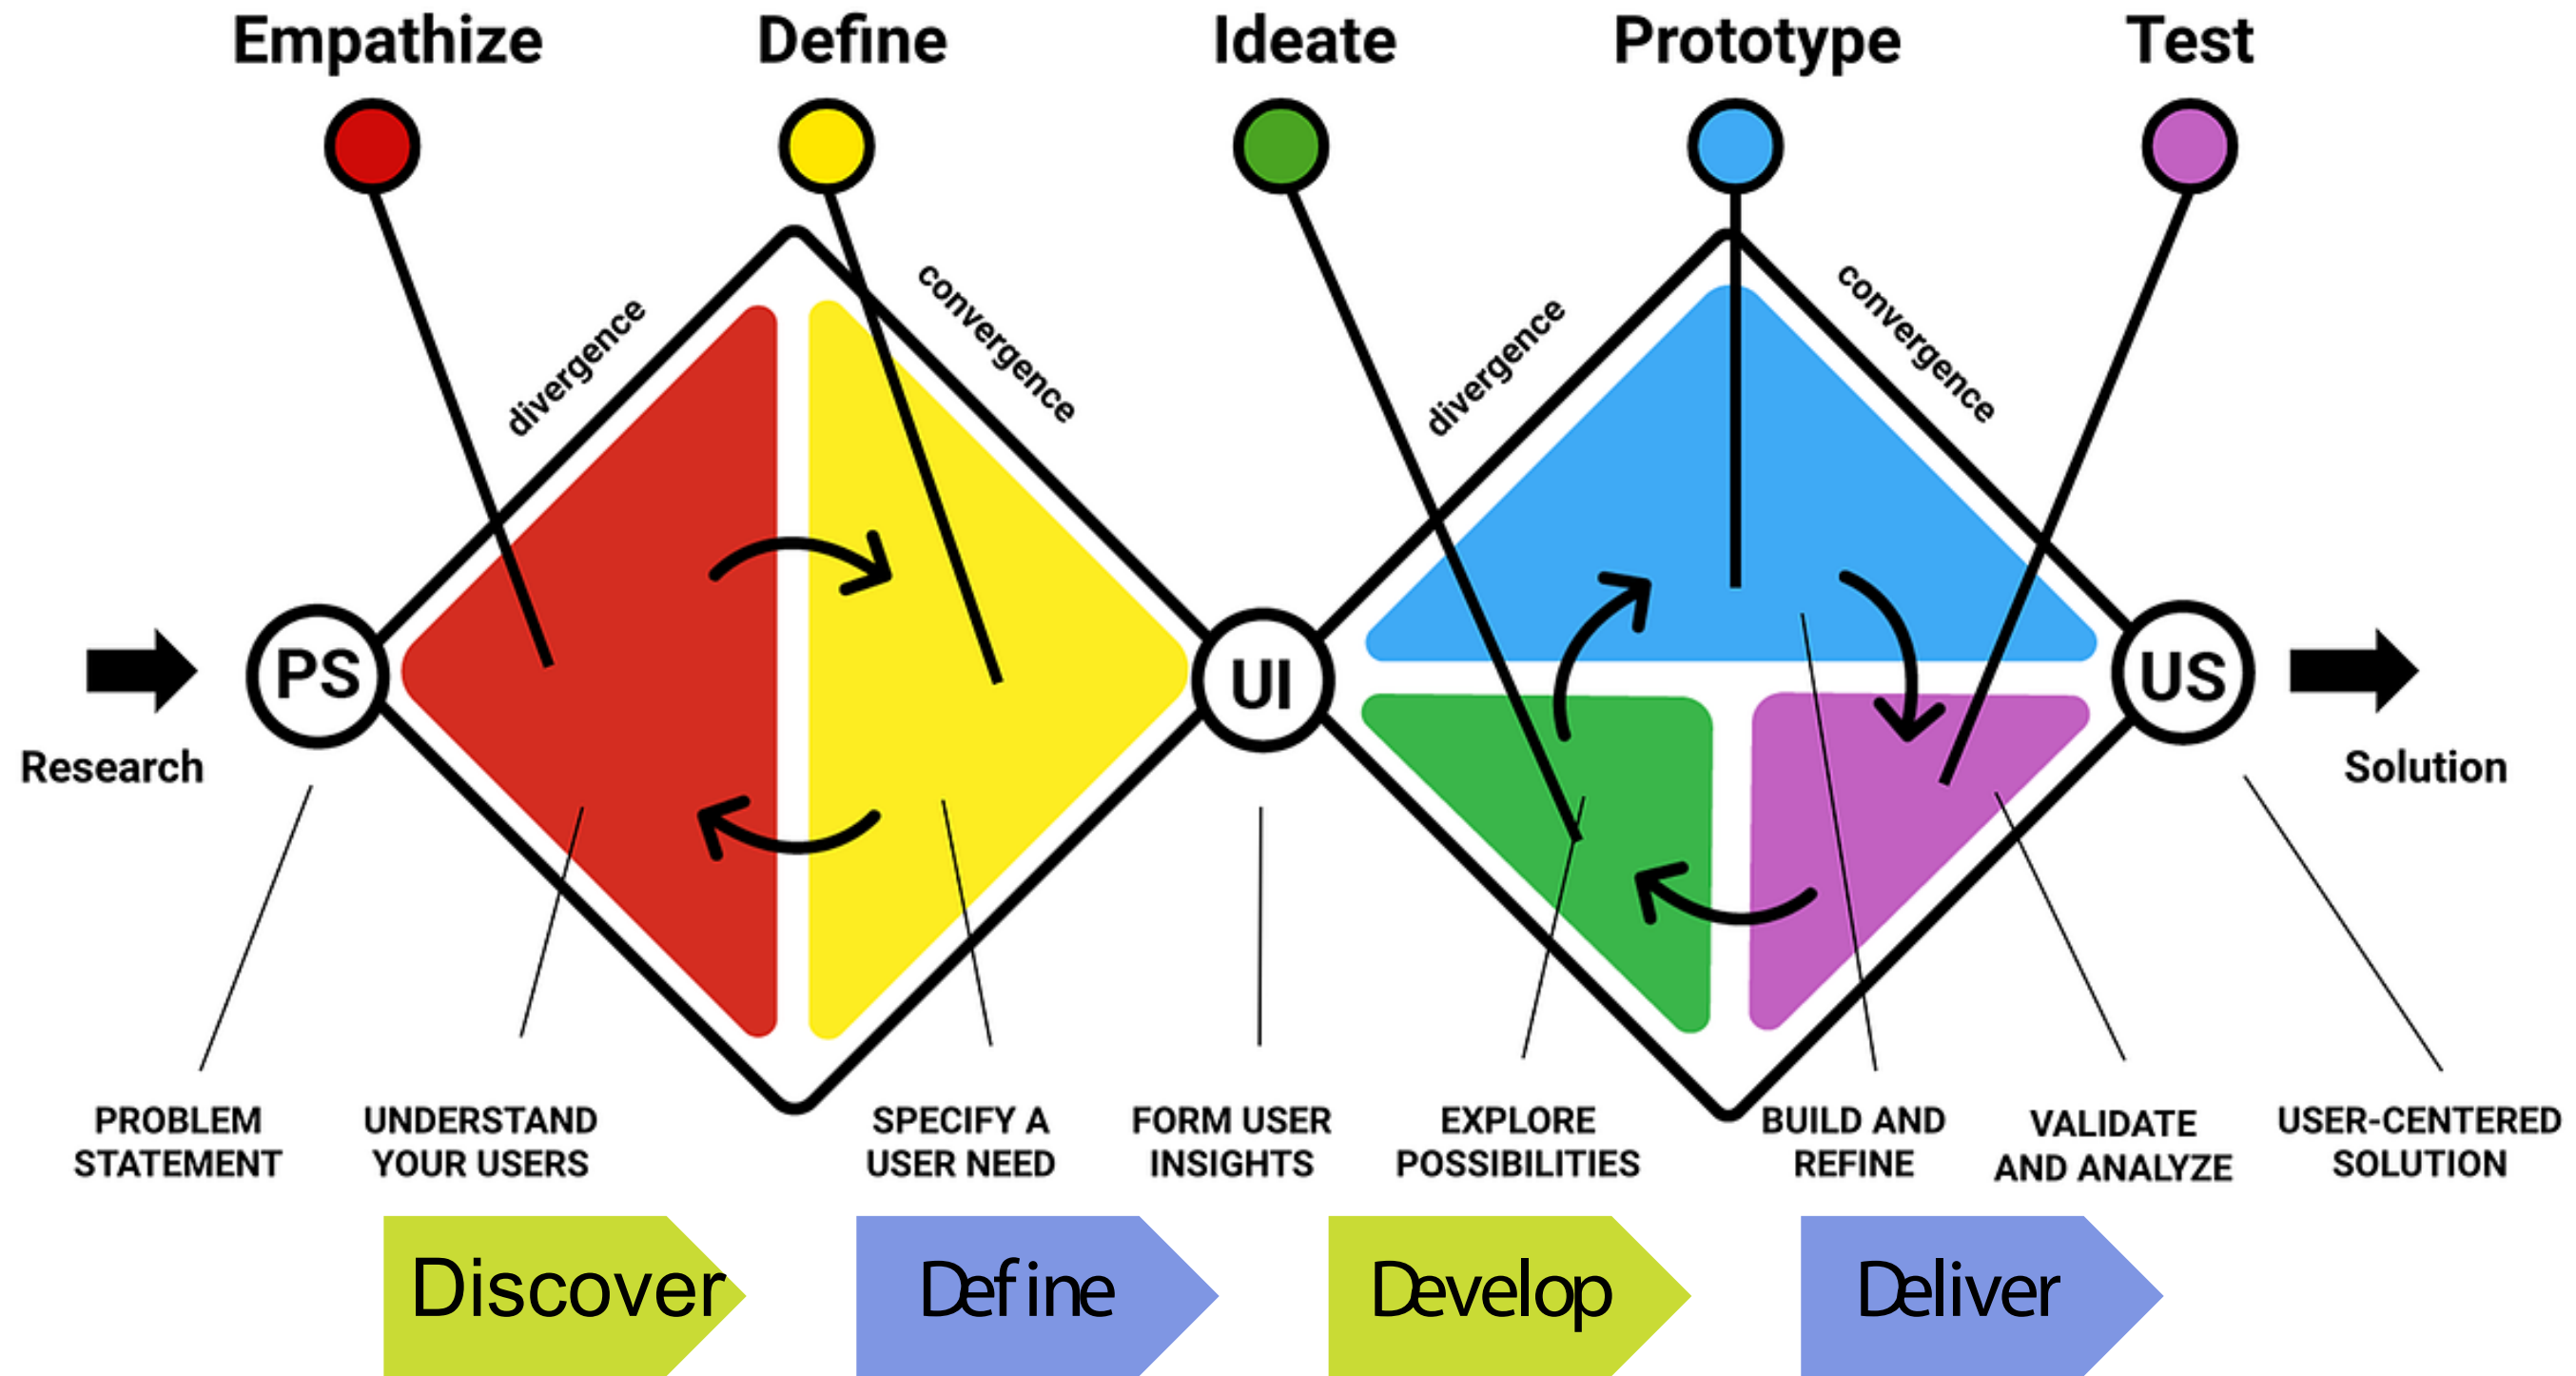 Empathize
Define
Ideate
Prototype
Test
divergence
convergence
divergence
convergence
PS
UI
US
Research
Solution
PROBLEM
STATEMENT
UNDERSTAND
YOUR USERS
SPECIFY A
USER NEED
FORM USER
INSIGHTS
EXPLORE
POSSIBILITIES
BUILD AND
REFINE
VALIDATE
AND ANALYZE
USER-CENTERED
SOLUTION
Discover
Define
Develop
Deliver